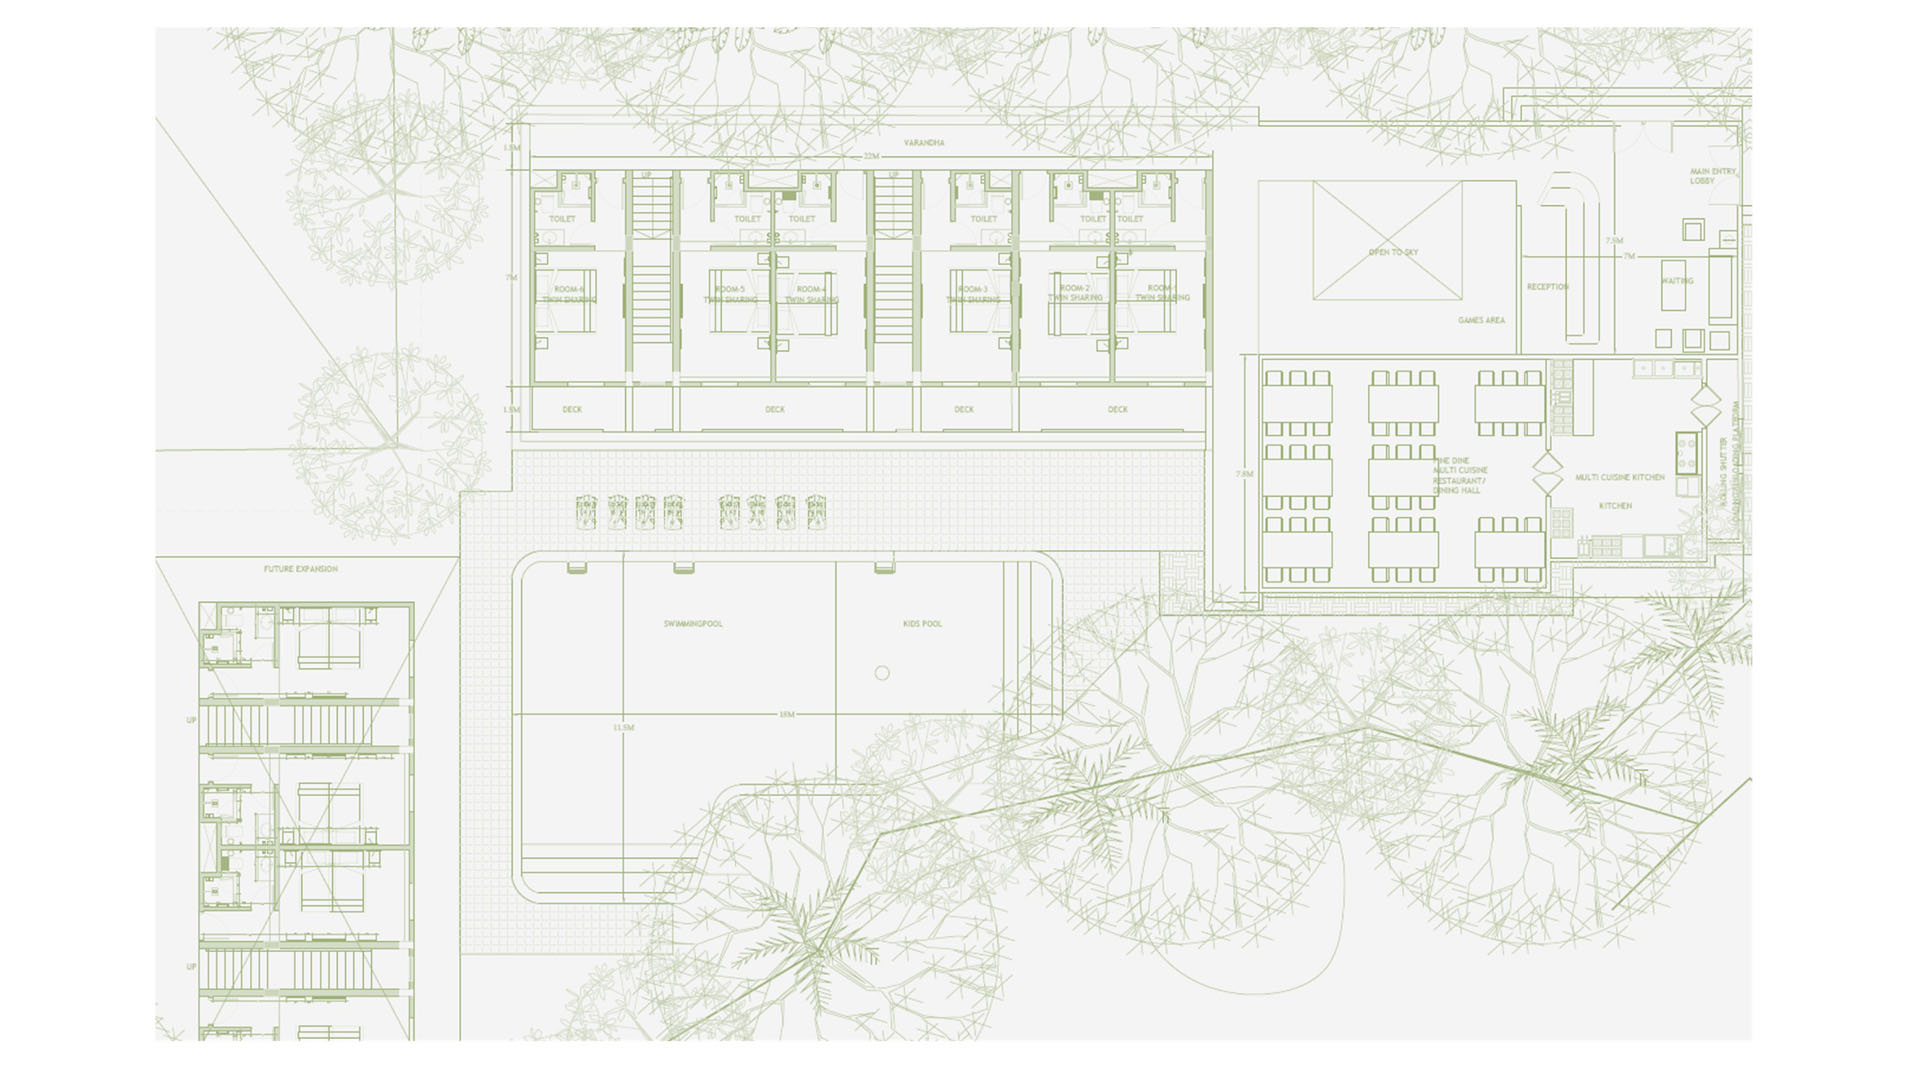 VARANDHA
1.5M
22M
UP
UP
MAIN ENTRY
LOBBY
TOILET
TOILET
TOILET
TOILET
TOILET
TOILET
7.5M
OPEN TO SKY
7M
7M
ROOM-6
TWIN SHARING
ROOM-5
TWIN SHARING
ROOM-4
TWIN SHARING
ROOM-3
TWIN SHARING
ROOM-2
TWIN SHARING
ROOM-
TWIN SHARING
RECEPTION
WAITING
GAMES AREA
1.5M
DECK
DECK
DECK
DECK
7.8M
FINE DINE
MULTI CUISINE
RESTAURANT/
DINING HALL
MULTI CUISINE KITCHEN
KITCHEN
ROLLING SHUTTER
FUTURE EXPANSION
SWIMMINGPOOL
KIDS POOL
18M
11.5M
UP
UP